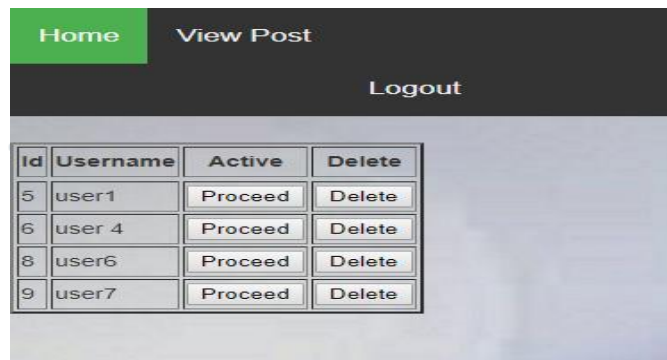 Home View Post
Logout
Id Username Active Delete
5 user1 Proceed Delete
6 user 4 Proceed Delete
8 user6 Proceed Delete
9 user7 Proceed Delete